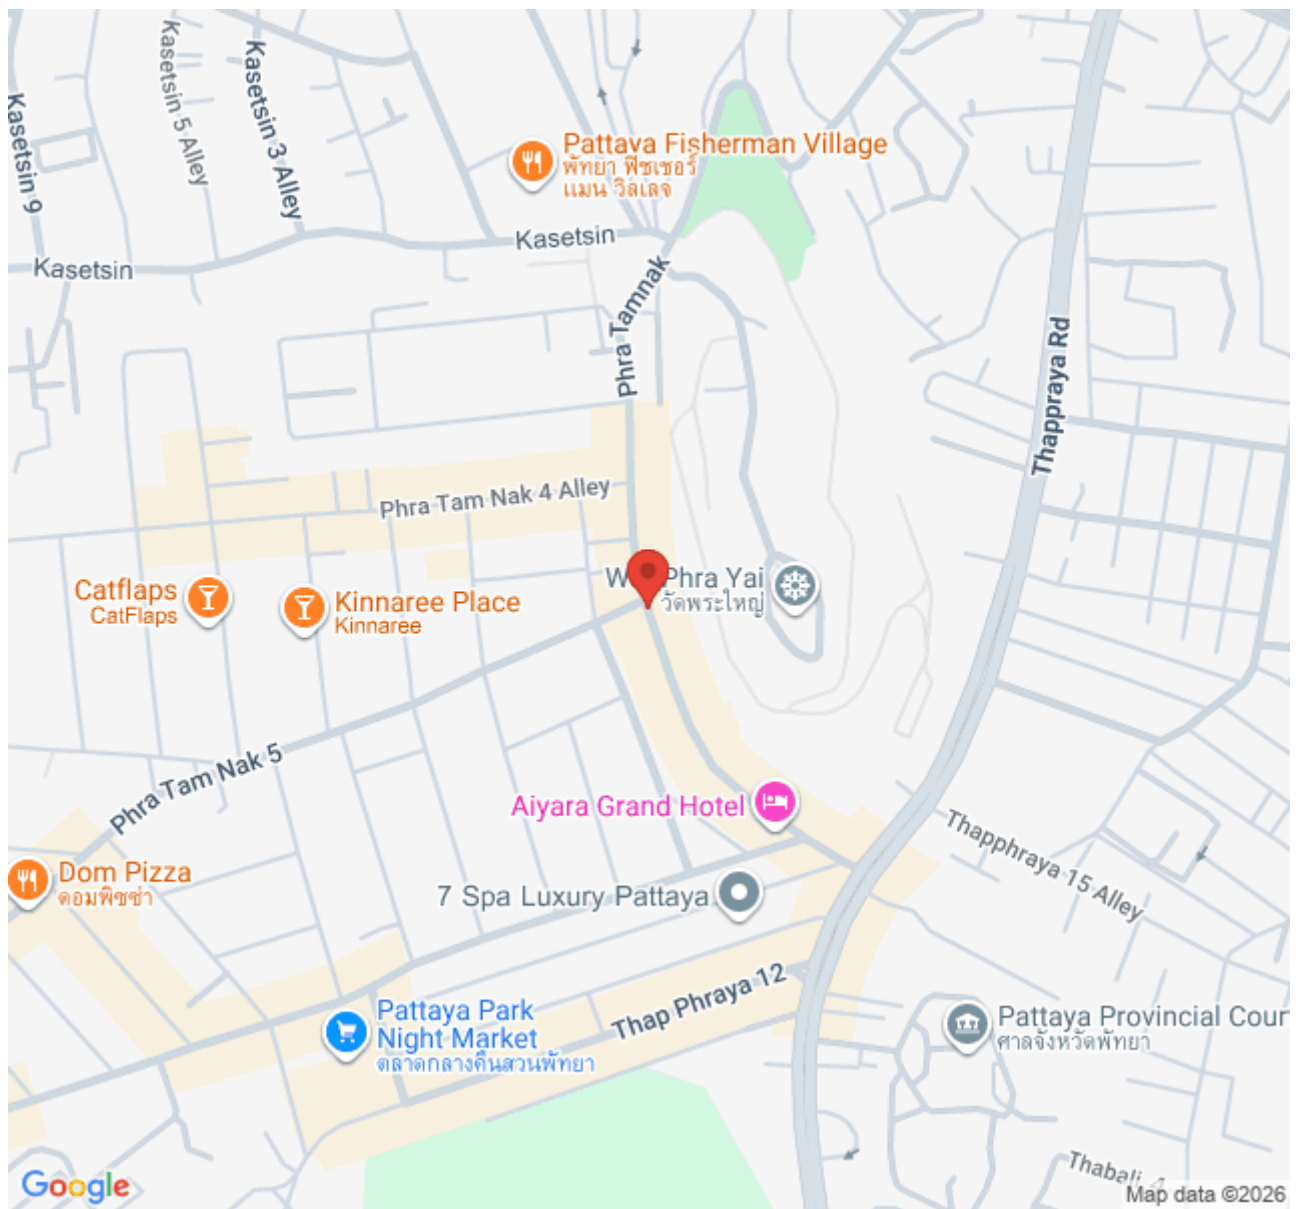 Kasetsin 9
Kasetsin 5 Alley
Kasetsin 3 Alley
Pattaya Fisherman Village
พัทยา ฟิชเชอร์
แมน วิลเลจ
Kasetsin
Kasetsin
Phra Tamnak
Thappraya Rd
Phra Tam Nak 4 Alley
Phra Yai
วัดพระใหญ่
Catflaps
CatFlaps
Kinnaree Place
Kinnaree
Phra Tam Nak 5
Aiyara Grand Hotel
Thapphraya 15 Alley
Dom Pizza
ดอมพิซซ่า
7 Spa Luxury Pattaya
Thap Phraya 12
Pattaya Park
Night Market
ตลาดกลางคืนสวนพัทยา
Pattaya Provincial Cour
ศาลจังหวัดพัทยา
Thabali 4
Google
Map data ©2026